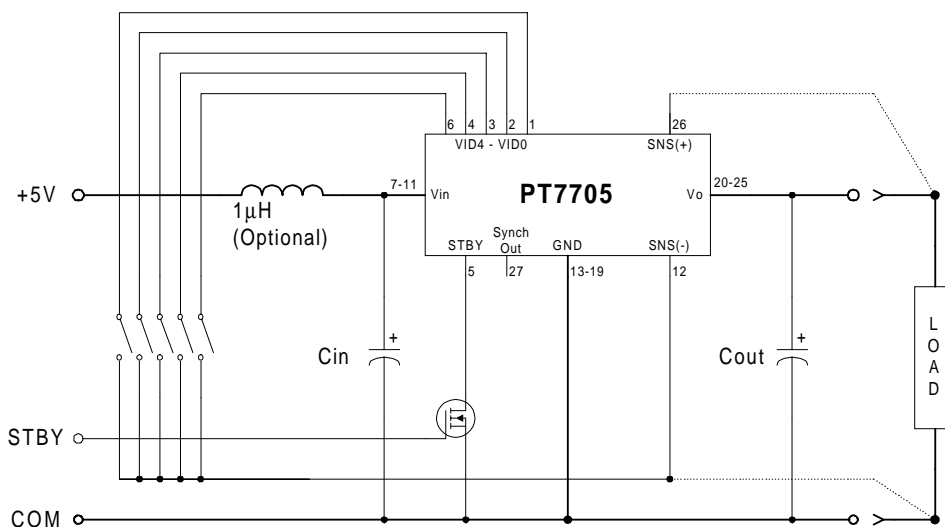 6 4 3 2 1
26
VID4 - VID0
SNS(+)
+5V
7-11
Vin
PT7705
Vo
20-25
1μH
(Optional)
STBY
Synch
Out
GND
SNS(-)
5
27
13-19
12
+
Cin
+
Cout
L
O
A
D
STBY
COM